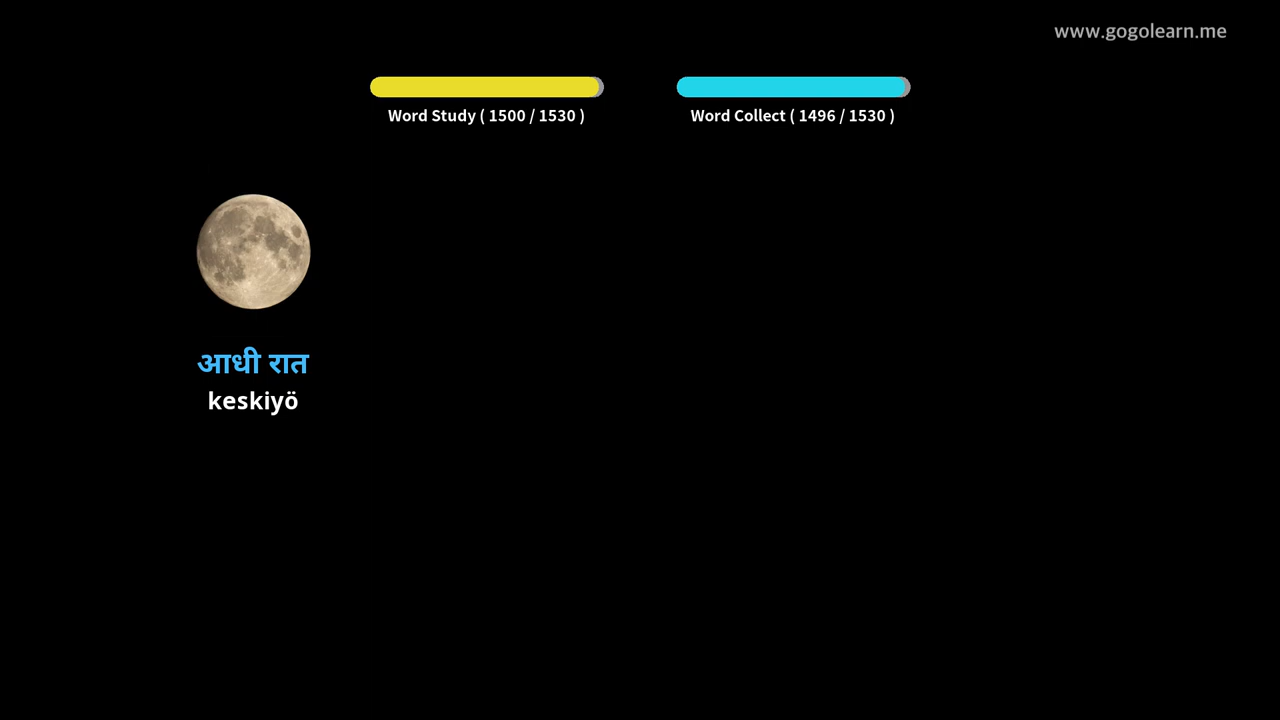 www.gogolearn.me
Word Study ( 1500 / 1530 )
Word Collect ( 1496 / 1530 )
आधी रात
keskiyö